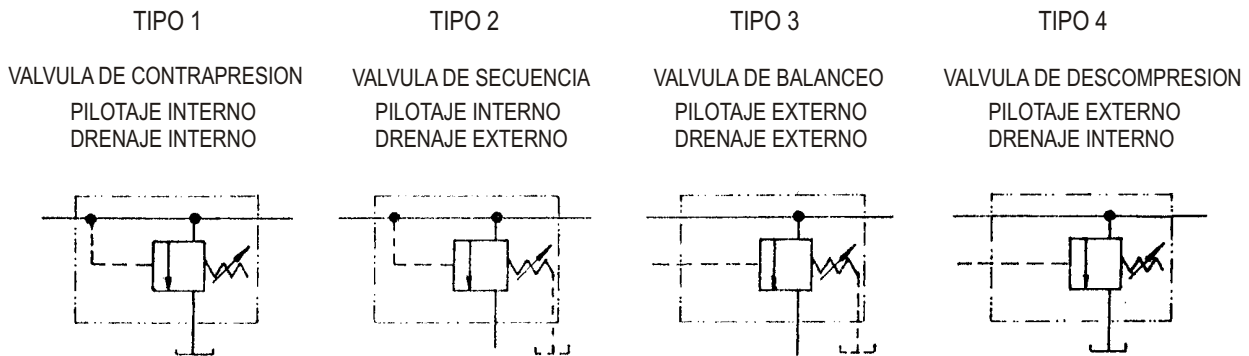 TIPO 1
VALVULA DE CONTRAPRESION
PILOTAJE INTERNO
DRENAJE INTERNO
TIPO 2
VALVULA DE SECUENCIA
PILOTAJE INTERNO
DRENAJE EXTERNO
TIPO 3
VALVULA DE BALANCEO
PILOTAJE EXTERNO
DRENAJE EXTERNO
TIPO 4
VALVULA DE DESCOMPRESION
PILOTAJE EXTERNO
DRENAJE INTERNO